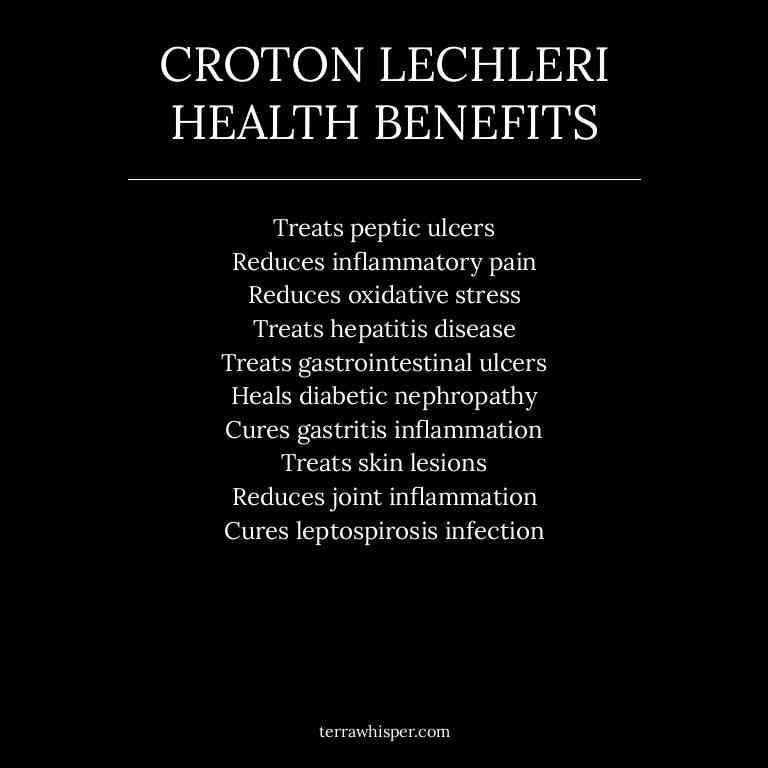 CROTON LECHLERI
HEALTH BENEFITS
Treats peptic ulcers
Reduces inflammatory pain
Reduces oxidative stress
Treats hepatitis disease
Treats gastrointestinal ulcers
Heals diabetic nephropathy
Cures gastritis inflammation
Treats skin lesions
Reduces joint inflammation
Cures leptospirosis infection
terrawhisper.com